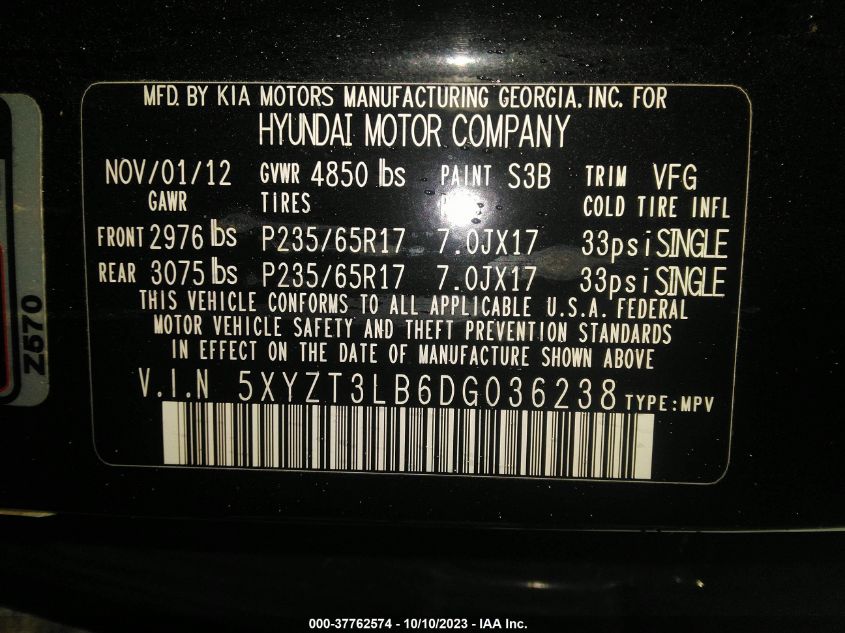 MFD. BY KIA MOTORS MANUFACTURING GEORGIA. INC. FOR
HYUNDAI MOTOR COMPANY
NOV/01/12 GVWR 4850 lbs PAINT S3B TRIM VFG
GAWR TIRES COLD TIRE INFL
FRONT 2976 lbs P235/65R17 7.0JX17 33psi SINGLE
REAR 3075 lbs P235/65R17 7.0JX17 33psi SINGLE
THIS VEHICLE CONFORMS TO ALL APPLICABLE U.S.A. FEDERAL
MOTOR VEHICLE SAFETY AND THEFT PREVENTION STANDARDS
IN EFFECT ON THE DATE OF MANUFACTURE SHOWN ABOVE
V.I.N 5XYZT3LB6DG036238 TYPE:MPV
Z570
000-37762574 - 10/10/2023 - IAA Inc.